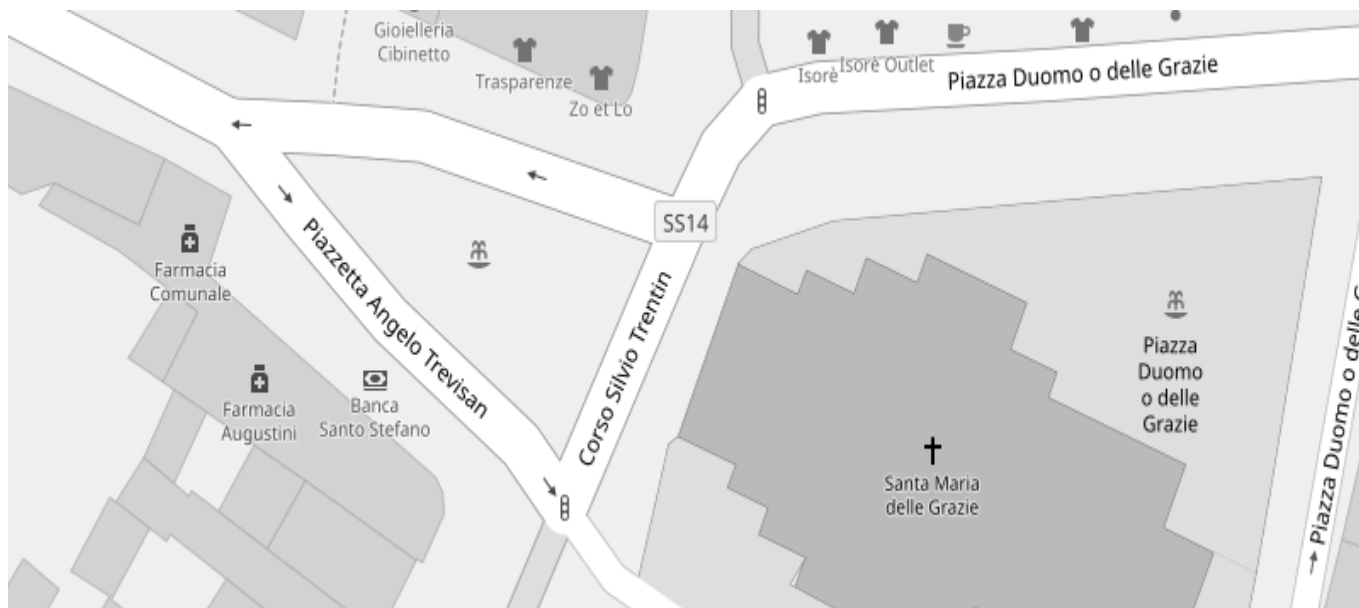 Gioielleria
Cibinetto
Trasparenze
Zo et Lo
Isorè
Isorè Outlet
Piazza Duomo o delle Grazie
SS14
Farmacia
Comunale
Piazzetta Angelo Trevisan
Corso Silvio Trentin
Farmacia
Augustini
Banca
Santo Stefano
Piazza
Duomo
o delle
Grazie
Santa Maria
delle Grazie
Piazza Duomo o delle G